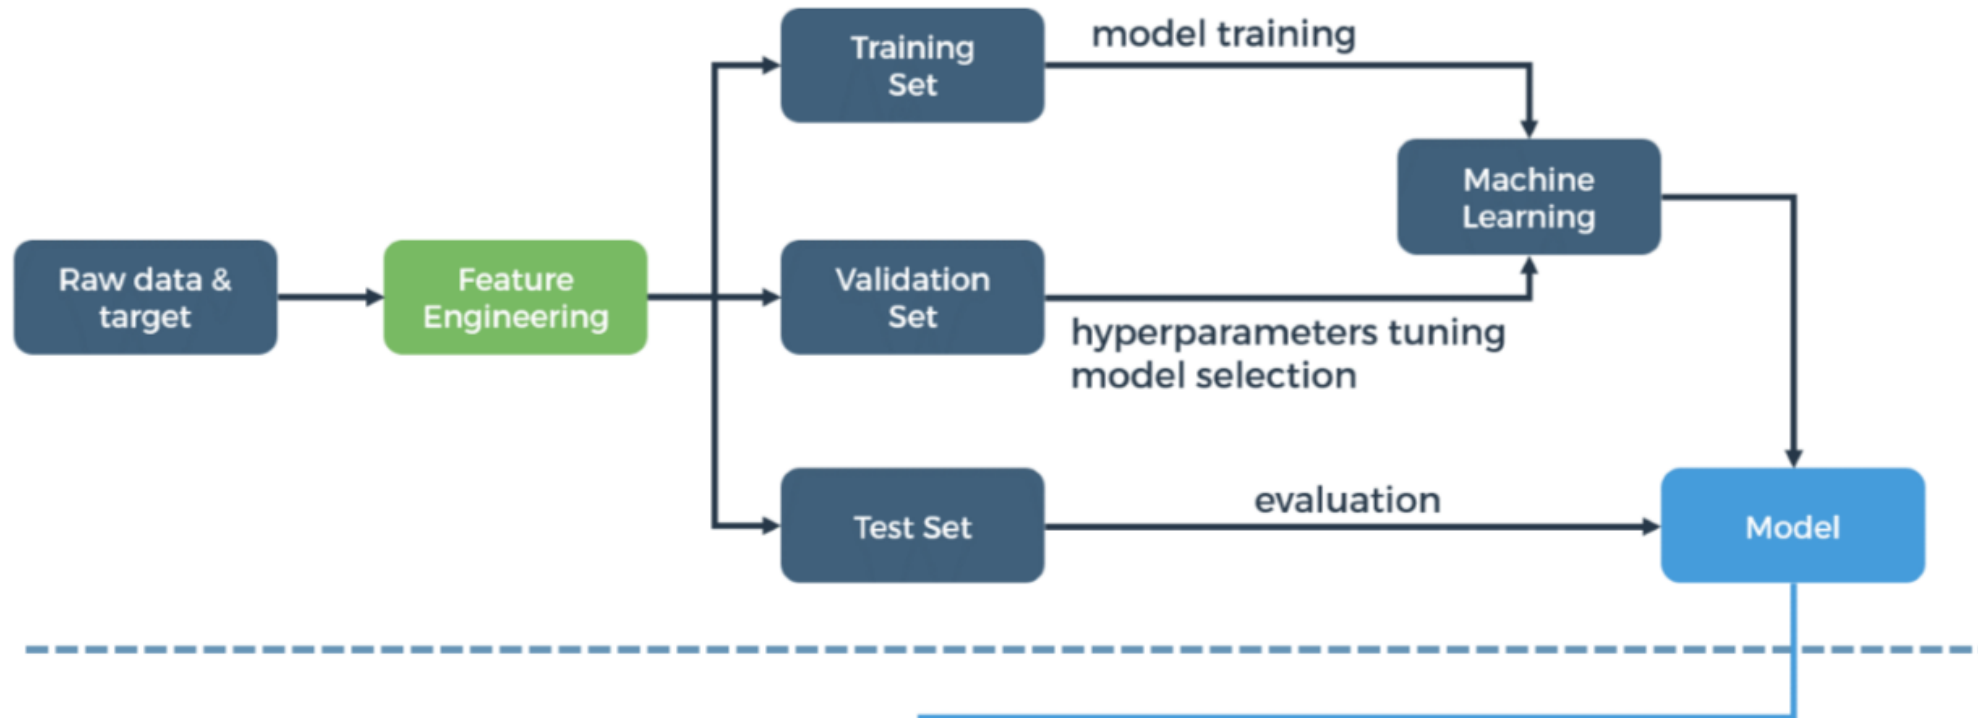 Training
Set
model training
Machine
Learning
Raw data &
target
Feature
Engineering
Validation
Set
hyperparameters tuning
model selection
Test Set
evaluation
Model